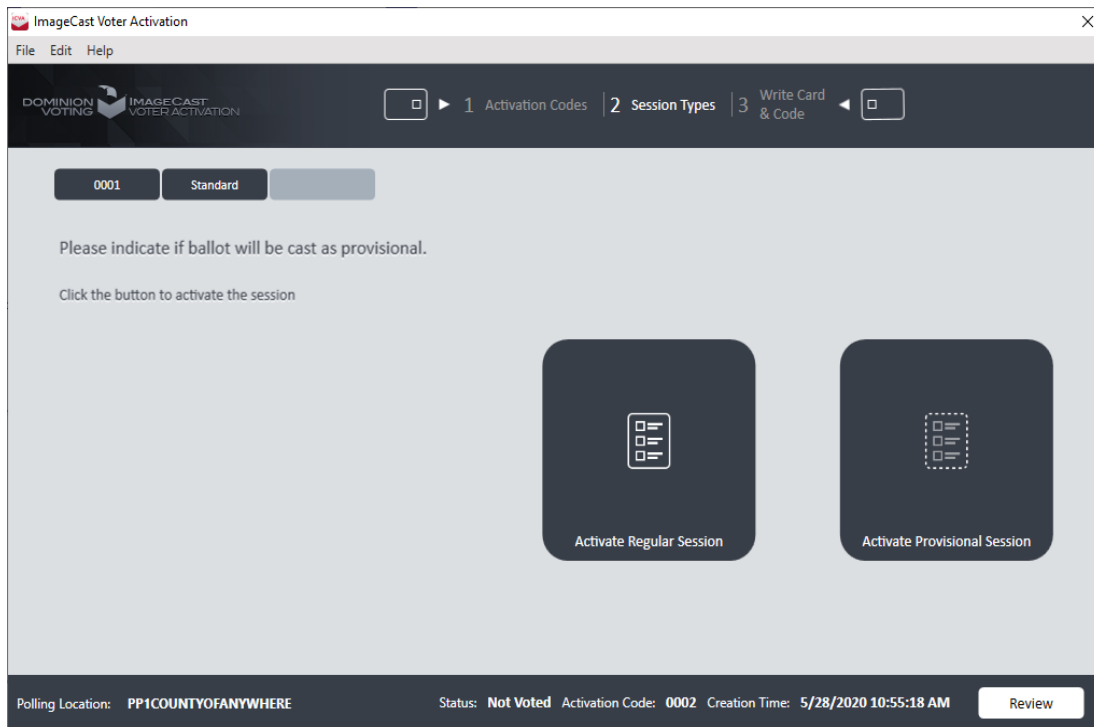 ICVA ImageCast Voter Activation
File Edit Help
DOMINION VOTING IMAGECAST VOTER ACTIVATION
1 Activation Codes 2 Session Types 3 Write Card & Code
0001 Standard
Please indicate if ballot will be cast as provisional.
Click the button to activate the session
Activate Regular Session Activate Provisional Session
Polling Location: PP1COUNTYOFANYWHERE Status: Not Voted Activation Code: 0002 Creation Time: 5/28/2020 10:55:18 AM Review